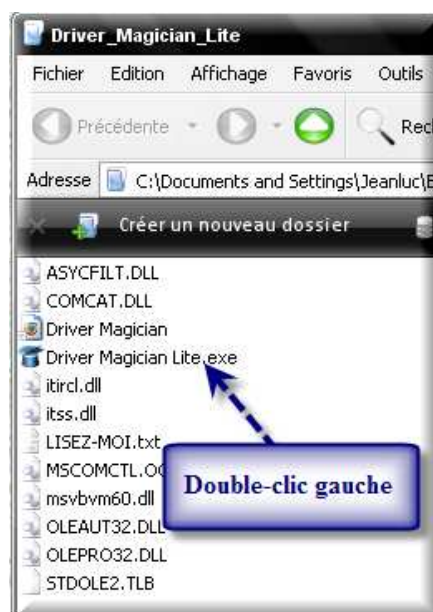 Driver_Magician_Lite
Fichier Edition Affichage Favoris Outils
Précédente
Adresse C:\Documents and Settings\Jeanluc\
Créer un nouveau dossier
ASYCFILT.DLL
COMCAT.DLL
Driver Magician
Driver Magician Lite.exe
itircl.dll
itss.dll
LISEZ-MOI.txt
MSCOMCTL.OC
Double-clic gauche
msvbvm60.dll
OLEAUT32.DLL
OLEPRO32.DLL
STDOLE2.TLB